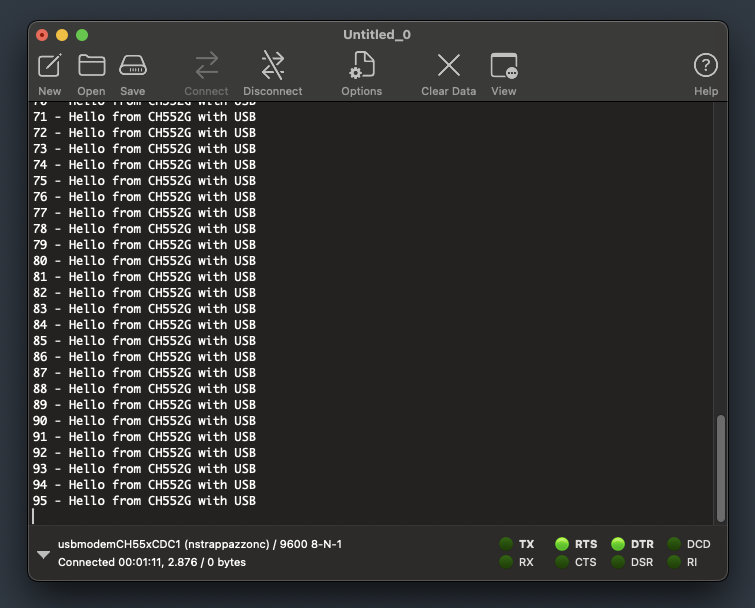 Untitled_0
New Open Save Connect Disconnect Options Clear Data View Help
70 - Hello from CH552G with USB
71 - Hello from CH552G with USB
72 - Hello from CH552G with USB
73 - Hello from CH552G with USB
74 - Hello from CH552G with USB
75 - Hello from CH552G with USB
76 - Hello from CH552G with USB
77 - Hello from CH552G with USB
78 - Hello from CH552G with USB
79 - Hello from CH552G with USB
80 - Hello from CH552G with USB
81 - Hello from CH552G with USB
82 - Hello from CH552G with USB
83 - Hello from CH552G with USB
84 - Hello from CH552G with USB
85 - Hello from CH552G with USB
86 - Hello from CH552G with USB
87 - Hello from CH552G with USB
88 - Hello from CH552G with USB
89 - Hello from CH552G with USB
90 - Hello from CH552G with USB
91 - Hello from CH552G with USB
92 - Hello from CH552G with USB
93 - Hello from CH552G with USB
94 - Hello from CH552G with USB
95 - Hello from CH552G with USB
usbmodemCH55xCDC1 (nstrappazzonc) / 9600 8-N-1
TX RTS DTR DCD
Connected 00:01:11, 2.876 / 0 bytes
RX CTS DSR RI